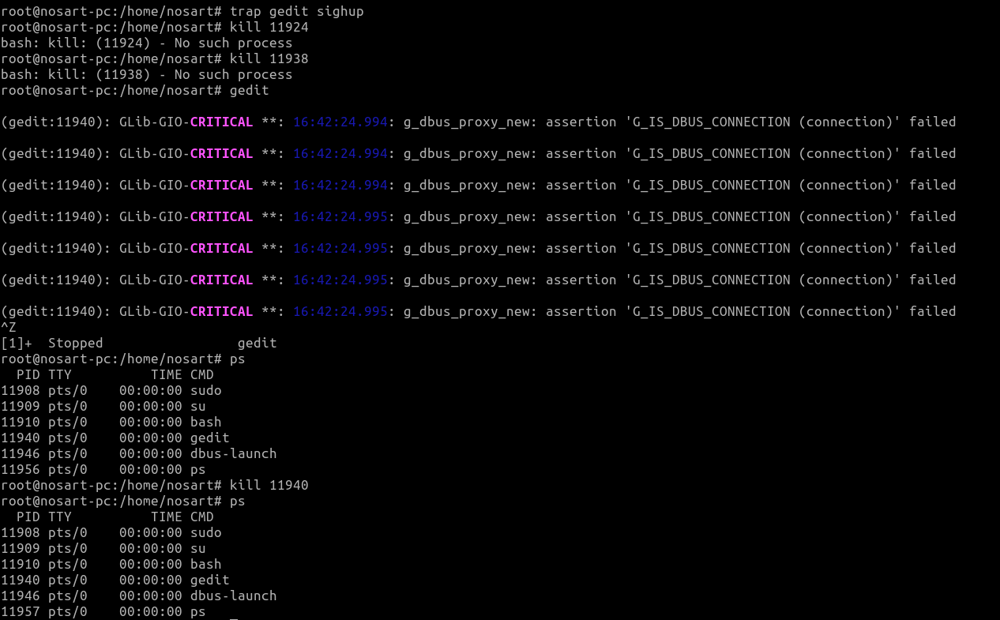 root@nosart-pc:/home/nosart# trap gedit sighup
root@nosart-pc:/home/nosart# kill 11924
bash: kill: (11924) - No such process
root@nosart-pc:/home/nosart# kill 11938
bash: kill: (11938) - No such process
root@nosart-pc:/home/nosart# gedit

(gedit:11940): GLib-GIO-CRITICAL **: 16:42:24.994: g_dbus_proxy_new: assertion 'G_IS_DBUS_CONNECTION (connection)' failed

(gedit:11940): GLib-GIO-CRITICAL **: 16:42:24.994: g_dbus_proxy_new: assertion 'G_IS_DBUS_CONNECTION (connection)' failed

(gedit:11940): GLib-GIO-CRITICAL **: 16:42:24.994: g_dbus_proxy_new: assertion 'G_IS_DBUS_CONNECTION (connection)' failed

(gedit:11940): GLib-GIO-CRITICAL **: 16:42:24.995: g_dbus_proxy_new: assertion 'G_IS_DBUS_CONNECTION (connection)' failed

(gedit:11940): GLib-GIO-CRITICAL **: 16:42:24.995: g_dbus_proxy_new: assertion 'G_IS_DBUS_CONNECTION (connection)' failed

(gedit:11940): GLib-GIO-CRITICAL **: 16:42:24.995: g_dbus_proxy_new: assertion 'G_IS_DBUS_CONNECTION (connection)' failed

(gedit:11940): GLib-GIO-CRITICAL **: 16:42:24.995: g_dbus_proxy_new: assertion 'G_IS_DBUS_CONNECTION (connection)' failed
^Z
[1]+  Stopped                 gedit
root@nosart-pc:/home/nosart# ps
  PID TTY          TIME CMD
11908 pts/0    00:00:00 sudo
11909 pts/0    00:00:00 su
11910 pts/0    00:00:00 bash
11940 pts/0    00:00:00 gedit
11946 pts/0    00:00:00 dbus-launch
11956 pts/0    00:00:00 ps
root@nosart-pc:/home/nosart# kill 11940
root@nosart-pc:/home/nosart# ps
  PID TTY          TIME CMD
11908 pts/0    00:00:00 sudo
11909 pts/0    00:00:00 su
11910 pts/0    00:00:00 bash
11940 pts/0    00:00:00 gedit
11946 pts/0    00:00:00 dbus-launch
11957 pts/0    00:00:00 ps